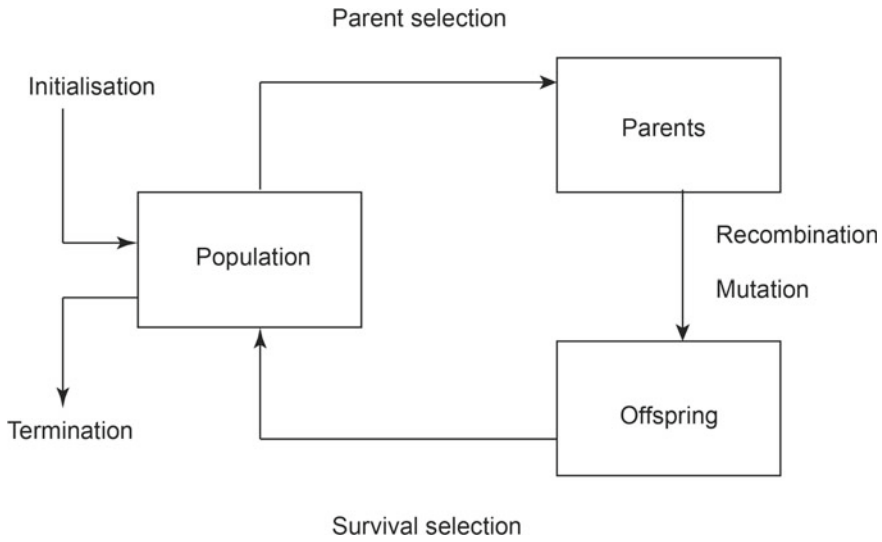 Parent selection
Initialisation
Parents
Recombination
Population
Mutation
Offspring
Termination
Survival selection